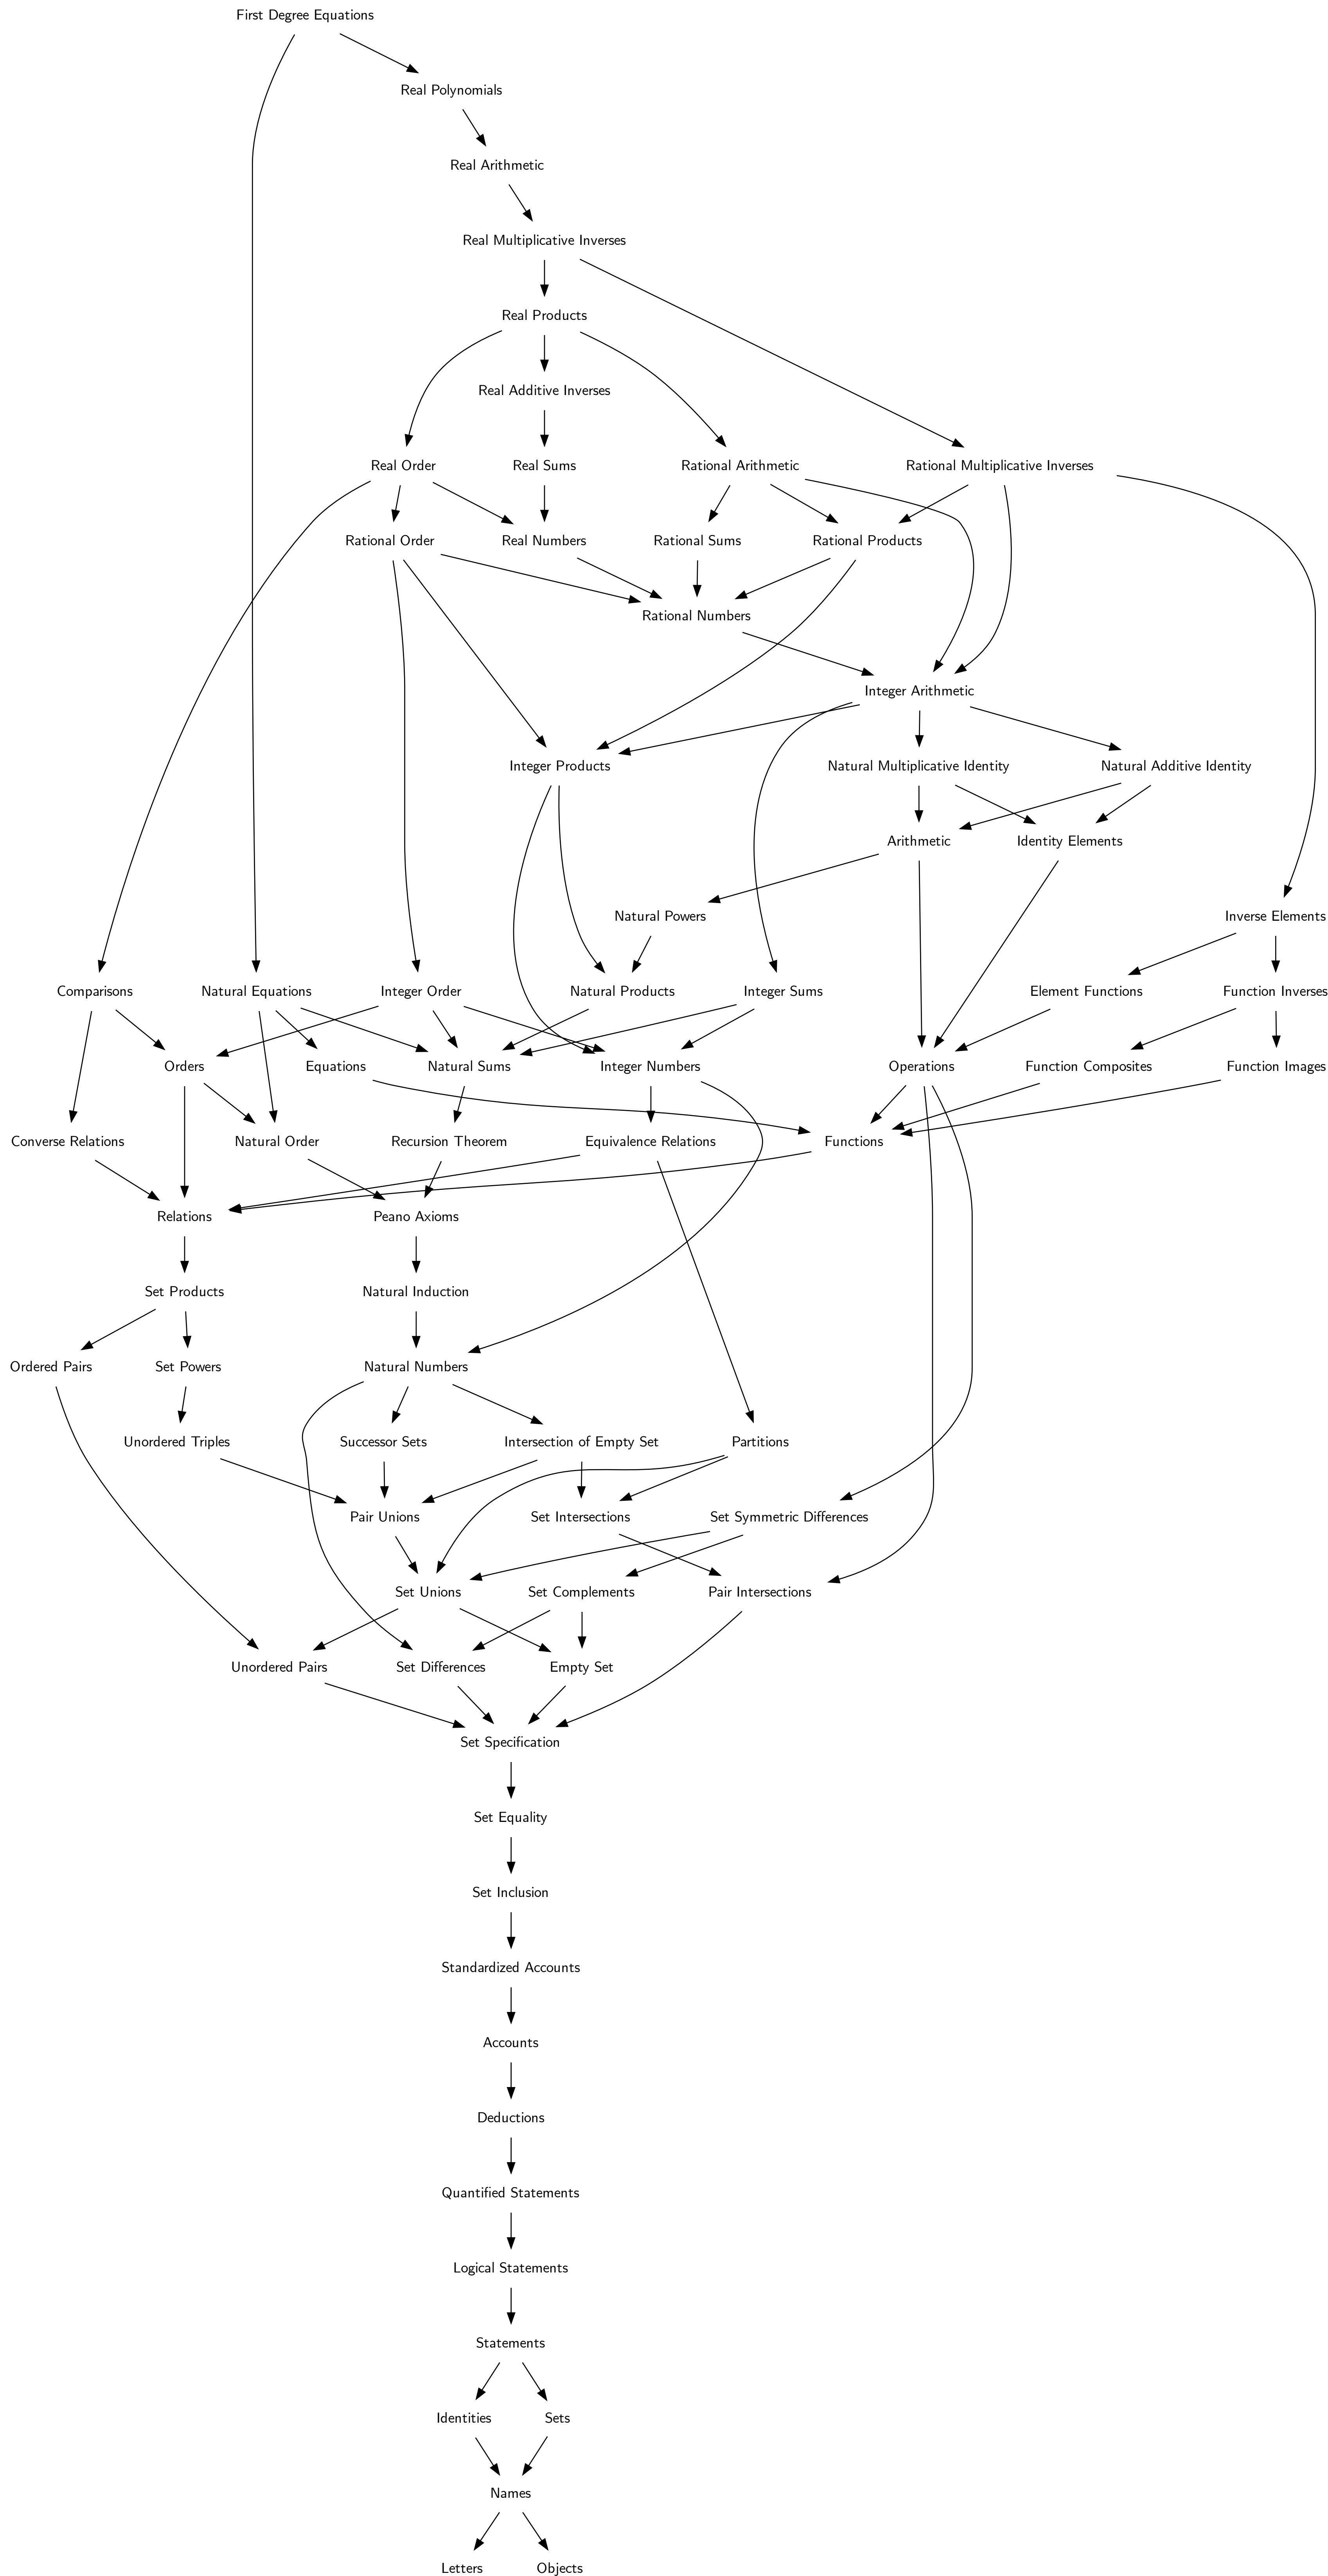 First Degree Equations
Real Polynomials
Real Arithmetic
Real Multiplicative Inverses
Real Products
Real Additive Inverses
Real Order
Real Sums
Rational Arithmetic
Rational Multiplicative Inverses
Rational Order
Real Numbers
Rational Sums
Rational Products
Rational Numbers
Integer Arithmetic
Integer Products
Natural Multiplicative Identity
Natural Additive Identity
Arithmetic
Identity Elements
Natural Powers
Inverse Elements
Comparisons
Natural Equations
Integer Order
Natural Products
Integer Sums
Element Functions
Function Inverses
Orders
Equations
Natural Sums
Integer Numbers
Operations
Function Composites
Function Images
Converse Relations
Natural Order
Recursion Theorem
Equivalence Relations
Functions
Relations
Peano Axioms
Set Products
Natural Induction
Ordered Pairs
Set Powers
Natural Numbers
Unordered Triples
Successor Sets
Intersection of Empty Set
Partitions
Pair Unions
Set Intersections
Set Symmetric Differences
Set Unions
Set Complements
Pair Intersections
Unordered Pairs
Set Differences
Empty Set
Set Specification
Set Equality
Set Inclusion
Standardized Accounts
Accounts
Deductions
Quantified Statements
Logical Statements
Statements
Identities
Sets
Names
Letters
Objects